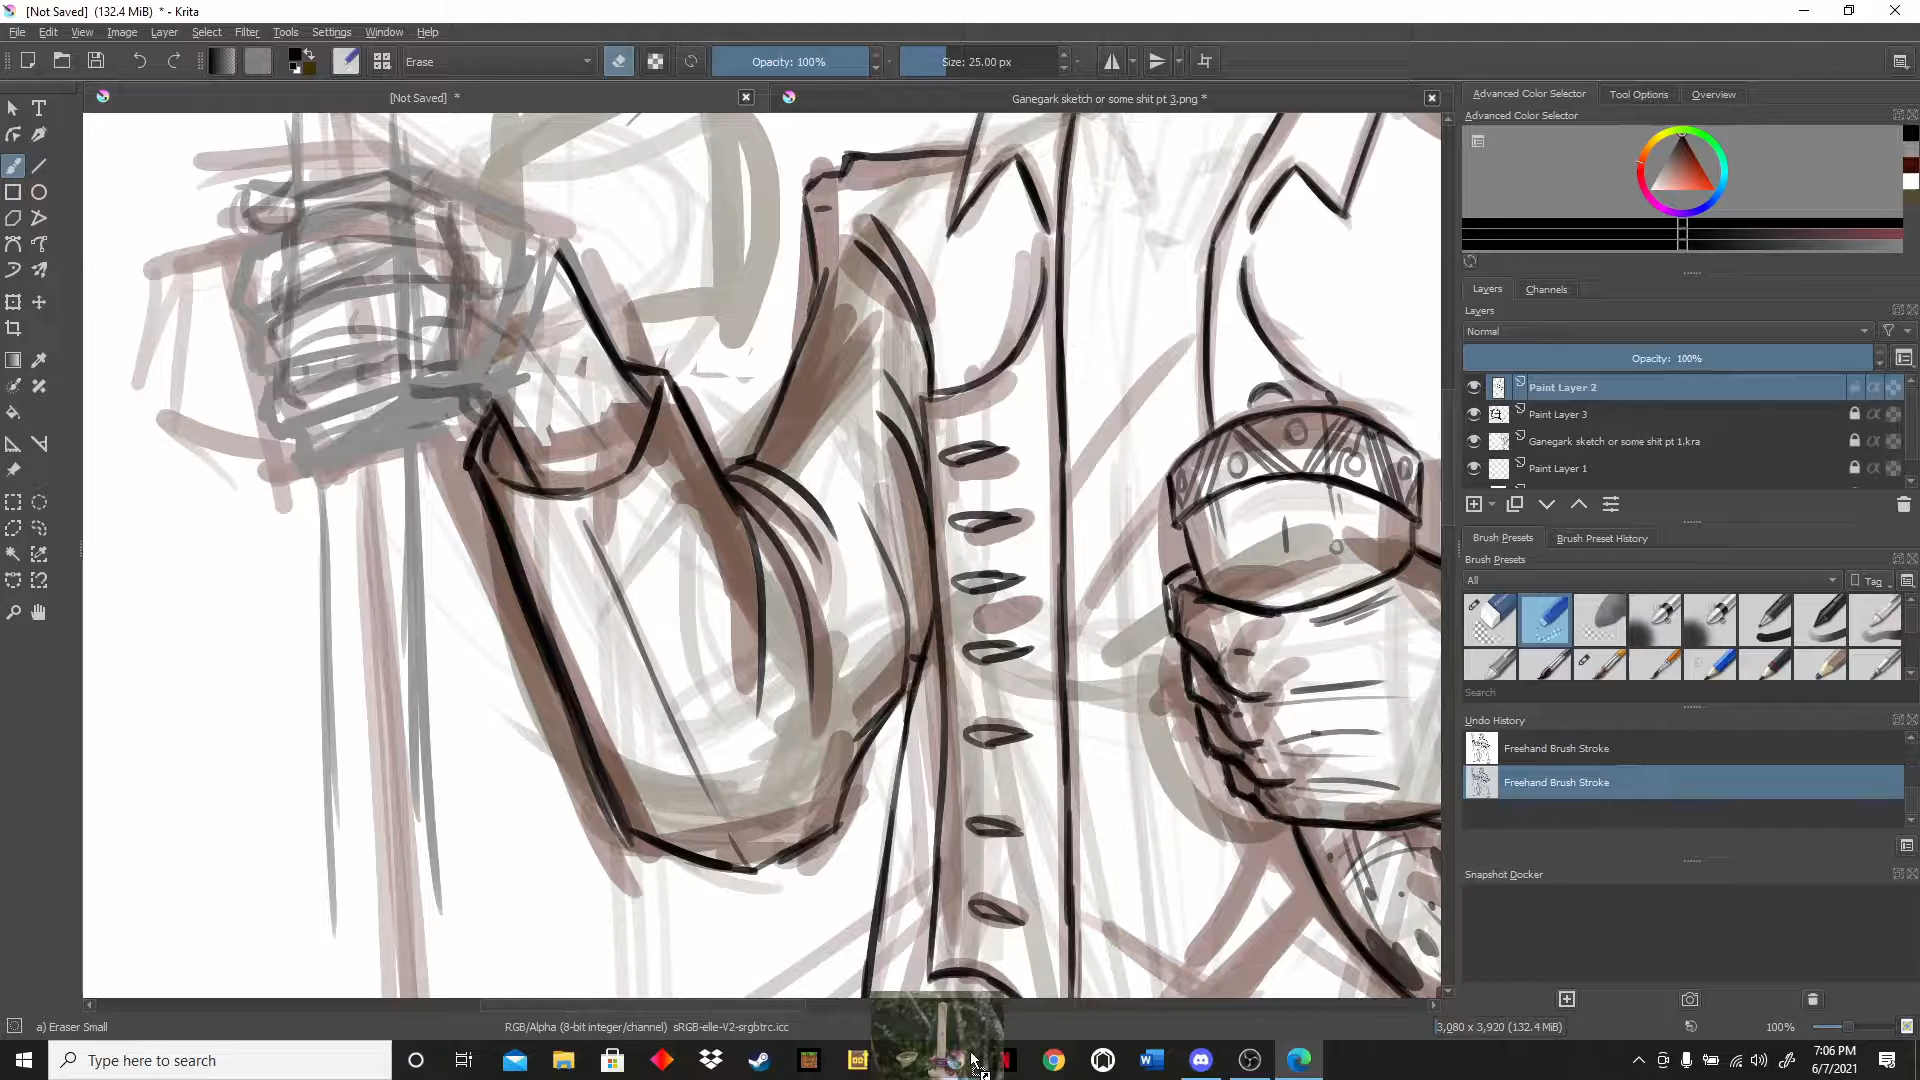 [Not Saved] (132.4 MiB) * - Krita
File Edit View Image Layer Select Filter Tools Settings Window Help
Erase Opacity: 100% Size: 25.00 px
[Not Saved] *
Ganegark sketch or some shit pt 3.png *
Advanced Color Selector Tool Options Overview
Advanced Color Selector
Layers Channels
Layers
Normal
Opacity: 100%
Paint Layer 2
Paint Layer 3
Ganegark sketch or some shit pt 1.kra
Paint Layer 1
Brush Presets Brush Preset History
Brush Presets
All Tag
Search
Undo History
Freehand Brush Stroke
Freehand Brush Stroke
Snapshot Docker
a) Eraser Small
RGB/Alpha (8-bit integer/channel) sRGB-elle-V2-srgbtrc.icc
3,080 x 3,920 (132.4 MiB)
100%
Type here to search
7:06 PM
6/7/2021